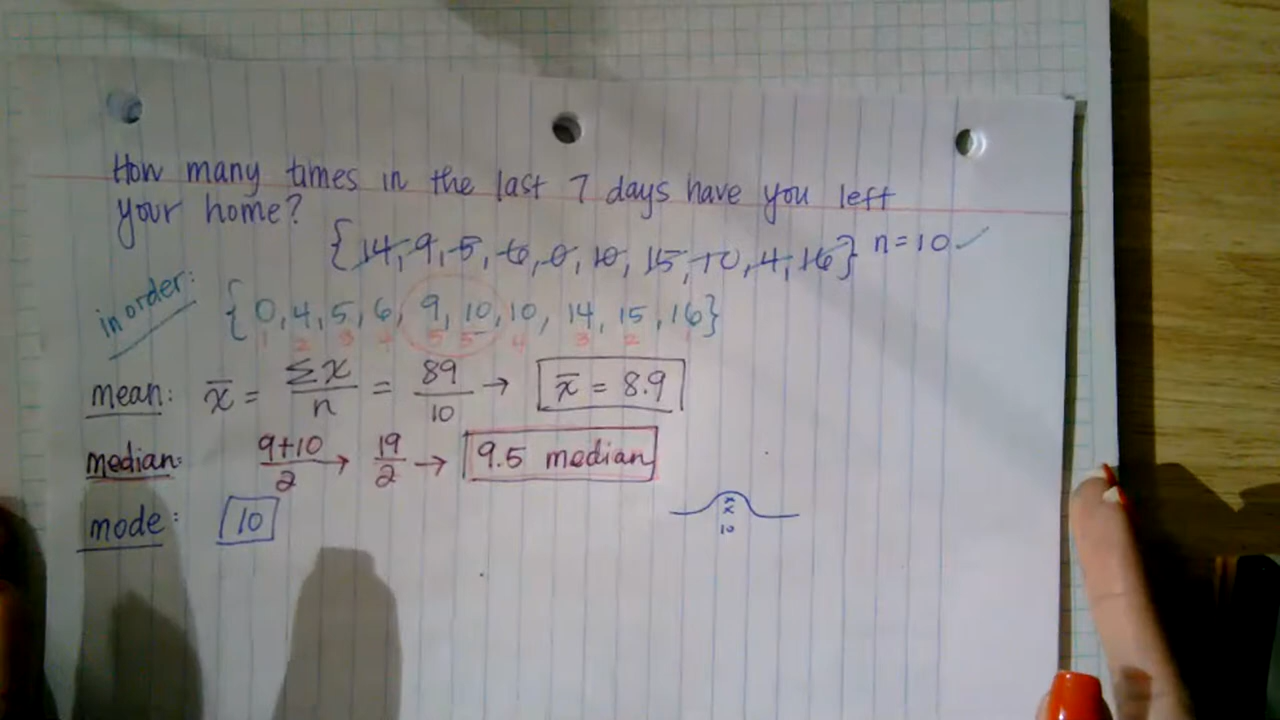 How many times in the last 7 days have you left
your home?
{14, 9, 5, 6, 0, 10, 15, 10, 4, 16} n=10 ✓
in order: {0, 4, 5, 6, 9, 10, 10, 14, 15, 16}
1 2 3 4 5 5 4 3 2 1
mean: x̄ = Σx/n = 89/10 → x̄ = 8.9
median: 9+10/2 → 19/2 → 9.5 median
mode: 10
x
x
10